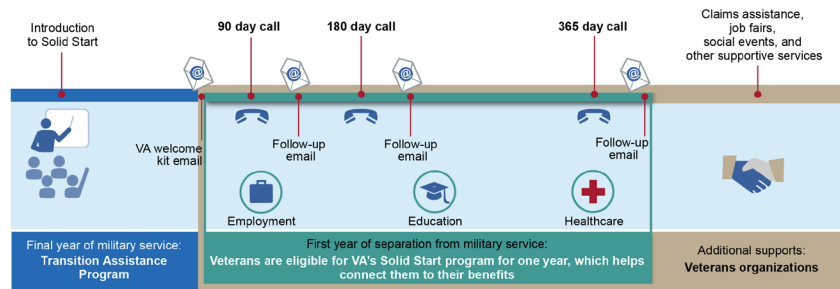 Introduction
to Solid Start
90 day call
180 day call
365 day call
Claims assistance,
job fairs,
social events, and
other supportive services
@
@
@
@
VA welcome
kit email
Follow-up
email
Follow-up
email
Follow-up
email
Employment
Education
Healthcare
Final year of military service:
Transition Assistance
Program
First year of separation from military service:
Veterans are eligible for VA's Solid Start program for one year, which helps
connect them to their benefits
Additional supports:
Veterans organizations